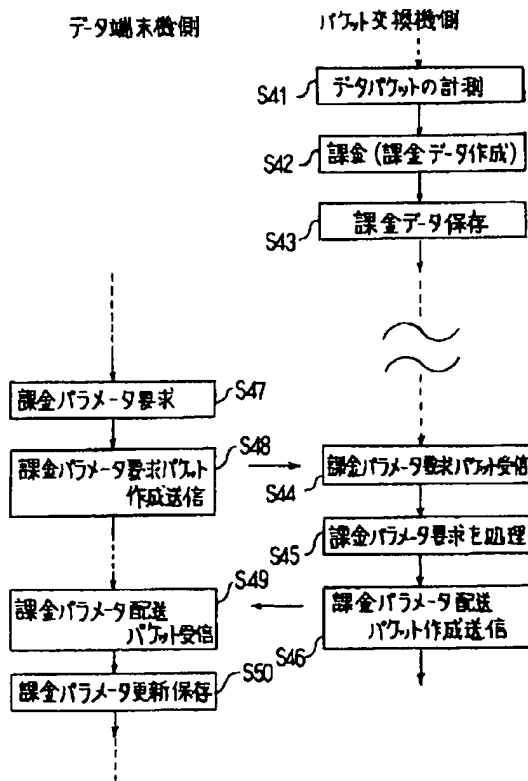 データ端末機側
パケット交換機側
S41
データパケットの計測
S42
課金(課金データ作成)
S43
課金データ保存
課金パラメータ要求
S47
課金パラメータ要求パケット
作成送信
S48
S44
課金パラメータ要求パケット受信
S45
課金パラメータ要求を処理
S49
課金パラメータ配送
パケット受信
課金パラメータ配送
パケット作成送信
S46
S50
課金パラメータ更新保存